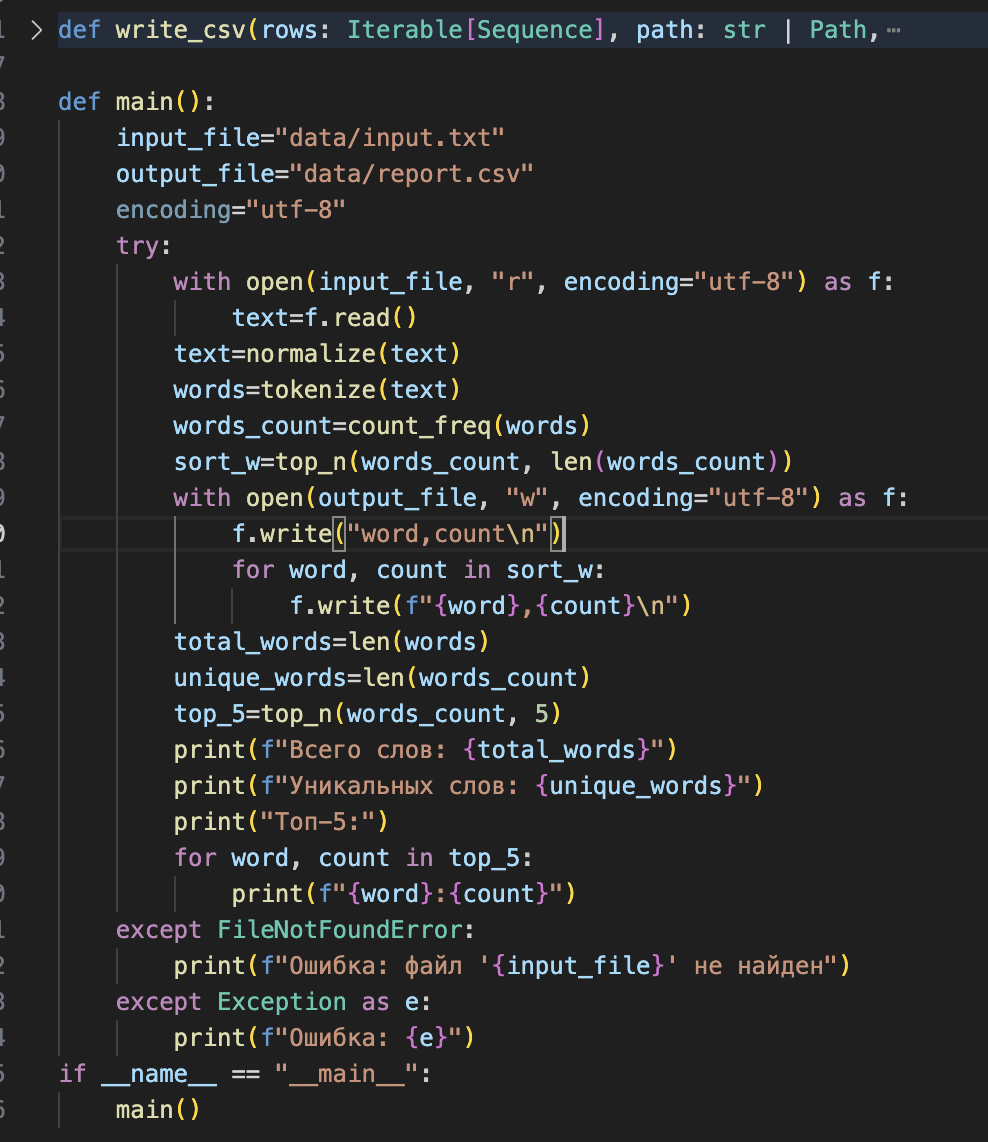 def write_csv(rows: Iterable[Sequence], path: str | Path,⋯
def main():
    input_file="data/input.txt"
    output_file="data/report.csv"
    encoding="utf-8"
    try:
        with open(input_file, "r", encoding="utf-8") as f:
            text=f.read()
        text=normalize(text)
        words=tokenize(text)
        words_count=count_freq(words)
        sort_w=top_n(words_count, len(words_count))
        with open(output_file, "w", encoding="utf-8") as f:
            f.write("word,count\n")
            for word, count in sort_w:
                f.write(f"{word},{count}\n")
        total_words=len(words)
        unique_words=len(words_count)
        top_5=top_n(words_count, 5)
        print(f"Всего слов: {total_words}")
        print(f"Уникальных слов: {unique_words}")
        print("Топ-5:")
        for word, count in top_5:
            print(f"{word}:{count}")
    except FileNotFoundError:
        print(f"Ошибка: файл '{input_file}' не найден")
    except Exception as e:
        print(f"Ошибка: {e}")
if __name__ == "__main__":
    main()